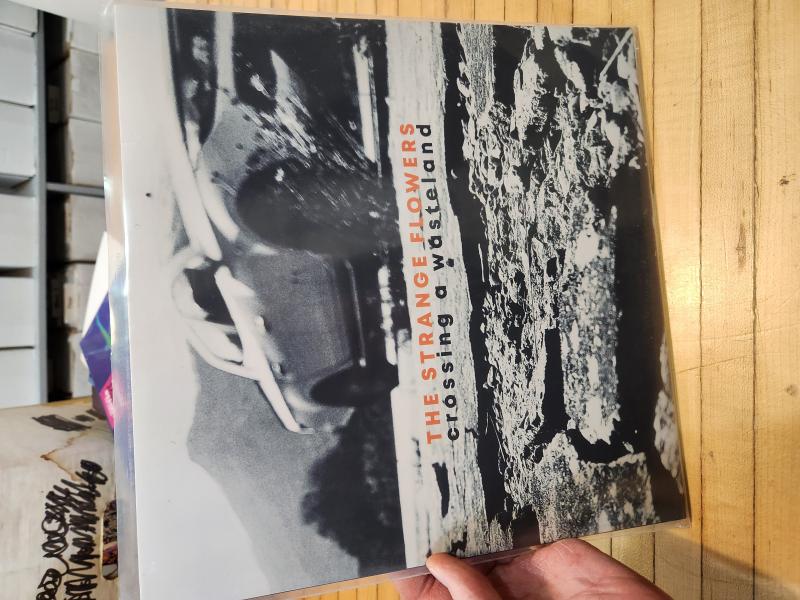 THE STRANGE FLOWERS
crossing a wasteland